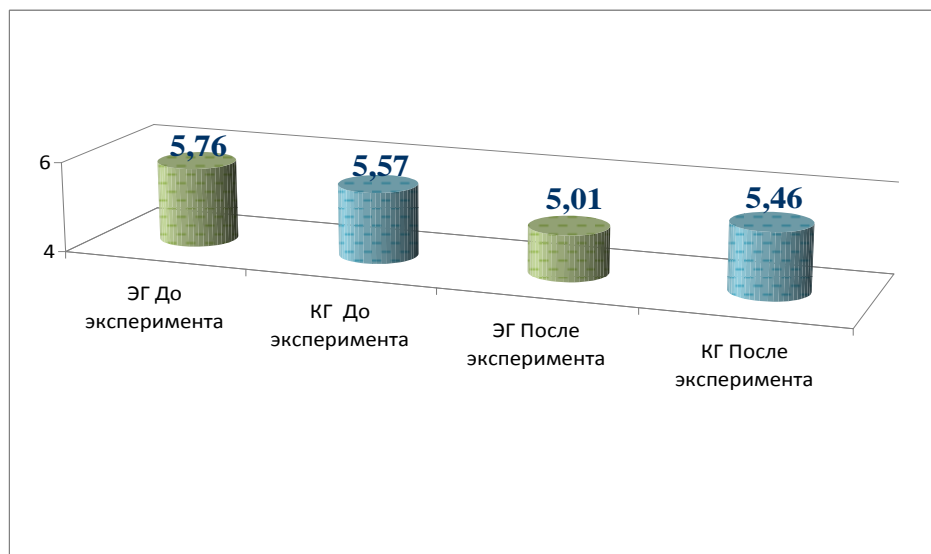 6
4
5,76
5,57
5,01
5,46
ЭГ До
эксперимента
КГ До
эксперимента
ЭГ После
эксперимента
КГ После
эксперимента